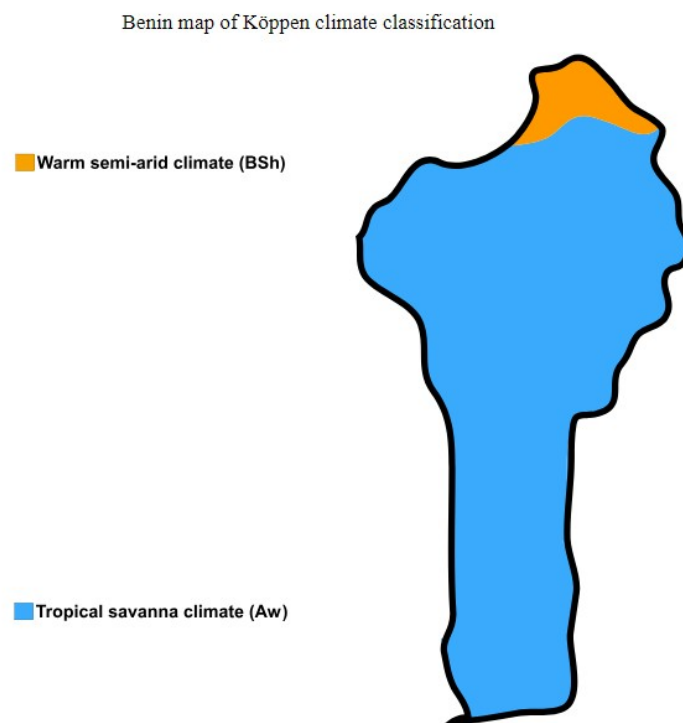 Benin map of Köppen climate classification
Warm semi-arid climate (BSh)
Tropical savanna climate (Aw)